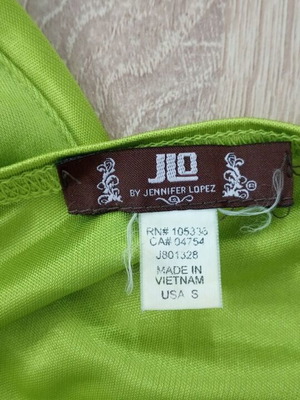 JLO
BY JENNIFER LOPEZ
RN# 105336
CA# 04754
J801328
MADE IN
VIETNAM
USA S